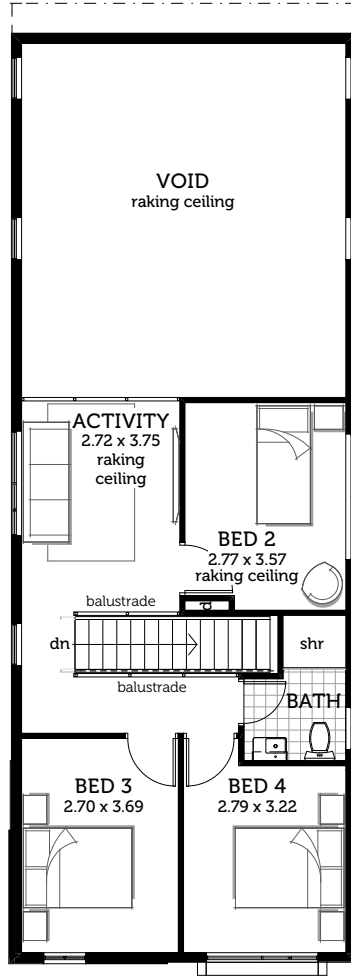 VOID
raking ceiling
ACTIVITY
2.72 x 3.75
raking
ceiling
BED 2
2.77 x 3.57
raking ceiling
balustrade
dn
shr
balustrade
BATH
BED 3
2.70 x 3.69
BED 4
2.79 x 3.22